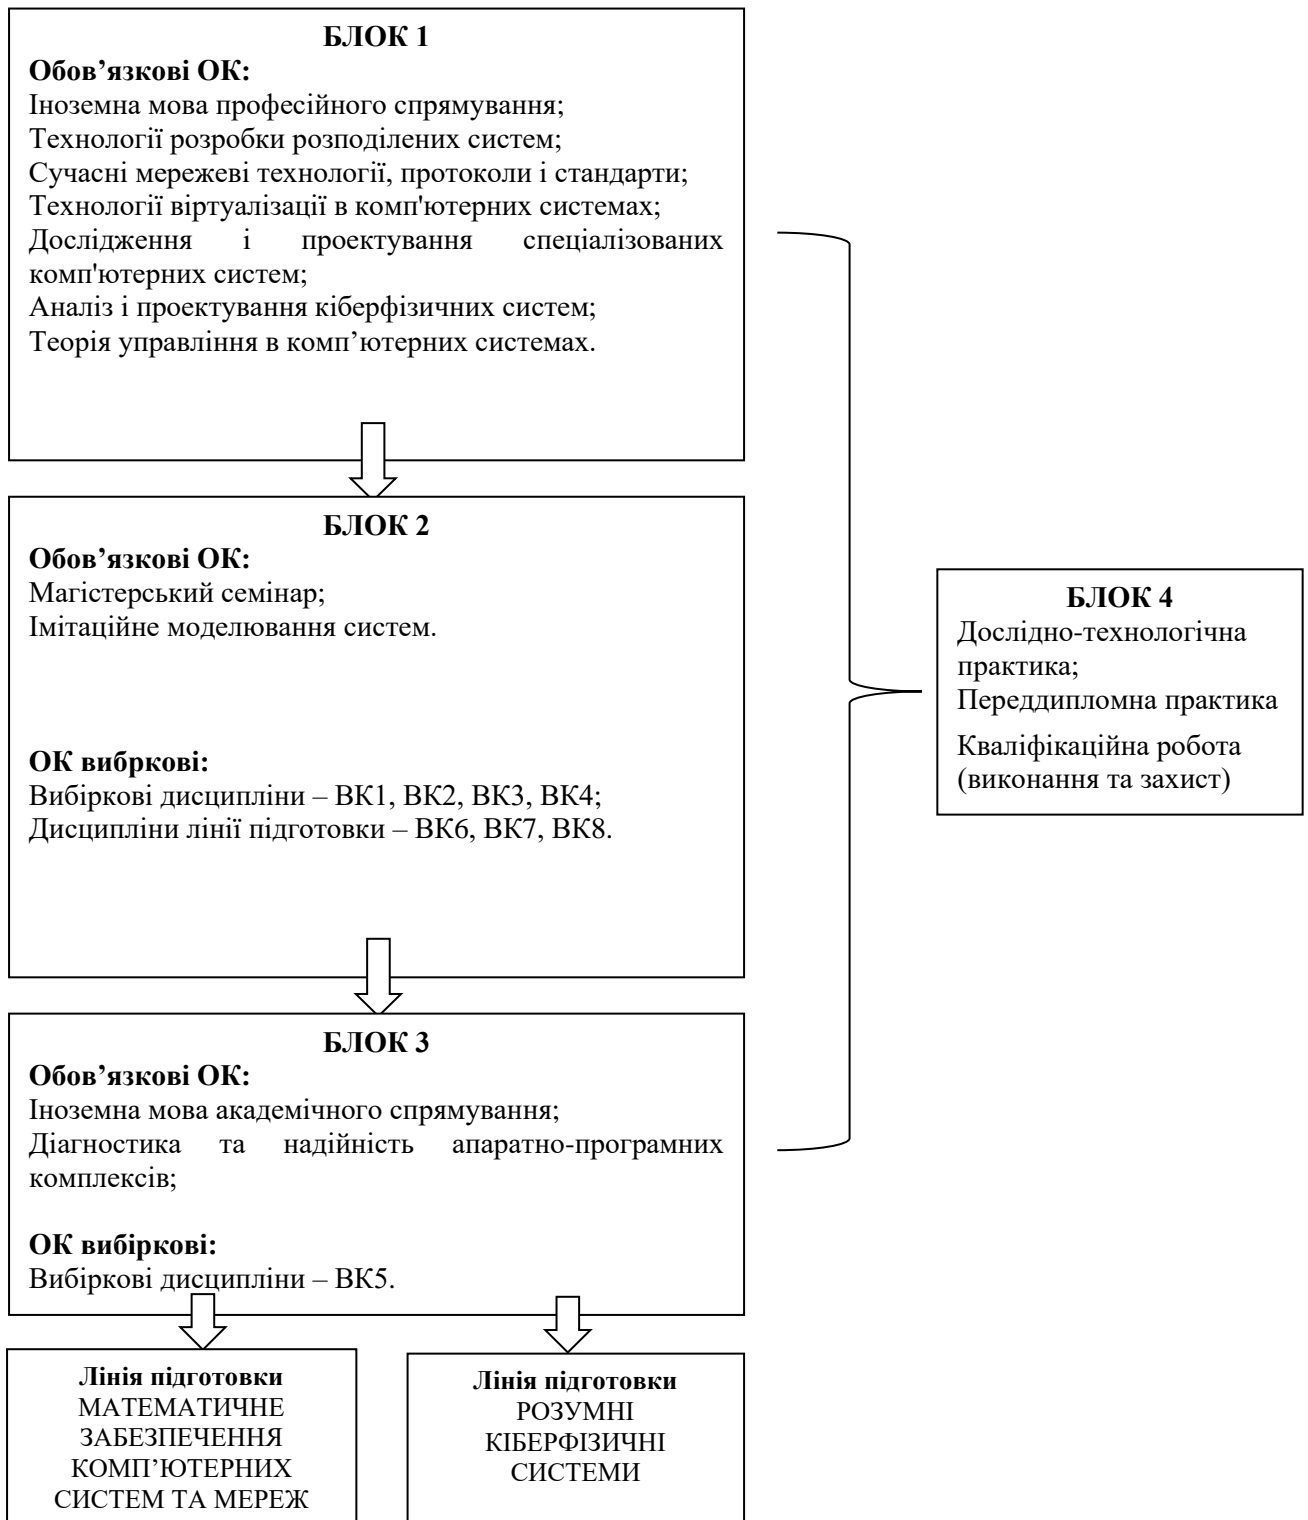 БЛОК 1
Обов’язкові ОК:
Іноземна мова професійного спрямування;
Технології розробки розподілених систем;
Сучасні мережеві технології, протоколи і стандарти;
Технології віртуалізації в комп'ютерних системах;
Дослідження і проектування спеціалізованих
комп'ютерних систем;
Аналіз і проектування кіберфізичних систем;
Теорія управління в комп’ютерних системах.
БЛОК 2
Обов’язкові ОК:
Магістерський семінар;
Імітаційне моделювання систем.
ОК вибркові:
Вибіркові дисципліни – ВК1, ВК2, ВК3, ВК4;
Дисципліни лінії підготовки – ВК6, ВК7, ВК8.
БЛОК 3
Обов’язкові ОК:
Іноземна мова академічного спрямування;
Діагностика та надійність апаратно-програмних
комплексів;
ОК вибіркові:
Вибіркові дисципліни – ВК5.
Лінія підготовки
МАТЕМАТИЧНЕ
ЗАБЕЗПЕЧЕННЯ
КОМП’ЮТЕРНИХ
СИСТЕМ ТА МЕРЕЖ
Лінія підготовки
РОЗУМНІ
КІБЕРФІЗИЧНІ
СИСТЕМИ
БЛОК 4
Дослідно-технологічна
практика;
Переддипломна практика
Кваліфікаційна робота
(виконання та захист)